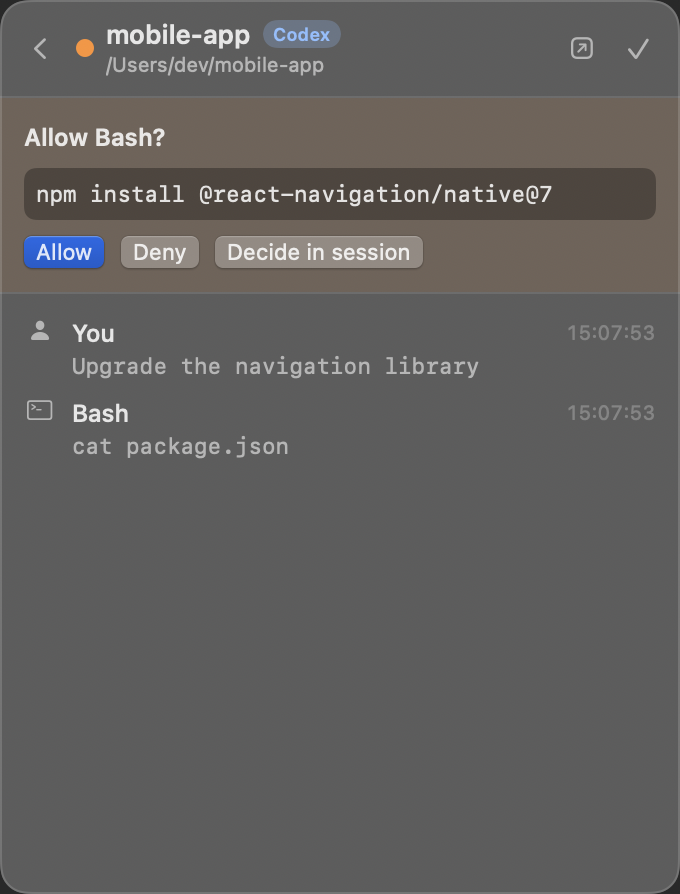 mobile-app Codex
/Users/dev/mobile-app
Allow Bash?
npm install @react-navigation/native@7
Allow Deny Decide in session
You 15:07:53
Upgrade the navigation library
Bash 15:07:53
cat package.json